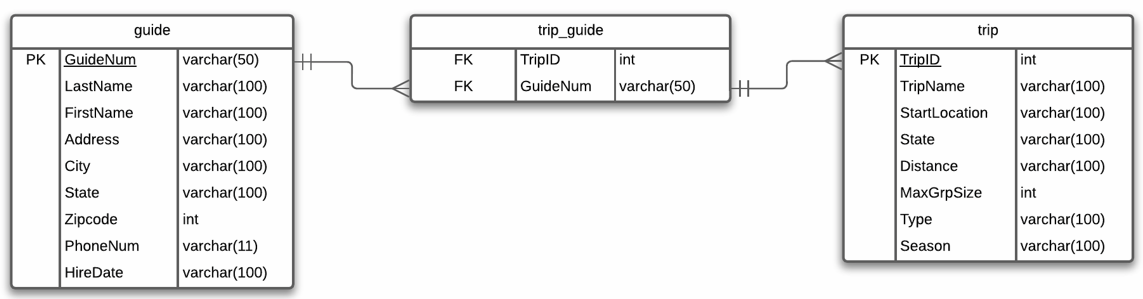 guide
PK GuideNum varchar(50)
LastName varchar(100)
FirstName varchar(100)
Address varchar(100)
City varchar(100)
State varchar(100)
Zipcode int
PhoneNum varchar(11)
HireDate varchar(100)
trip_guide
FK TripID int
FK GuideNum varchar(50)
trip
PK TripID int
TripName varchar(100)
StartLocation varchar(100)
State varchar(100)
Distance varchar(100)
MaxGrpSize int
Type varchar(100)
Season varchar(100)